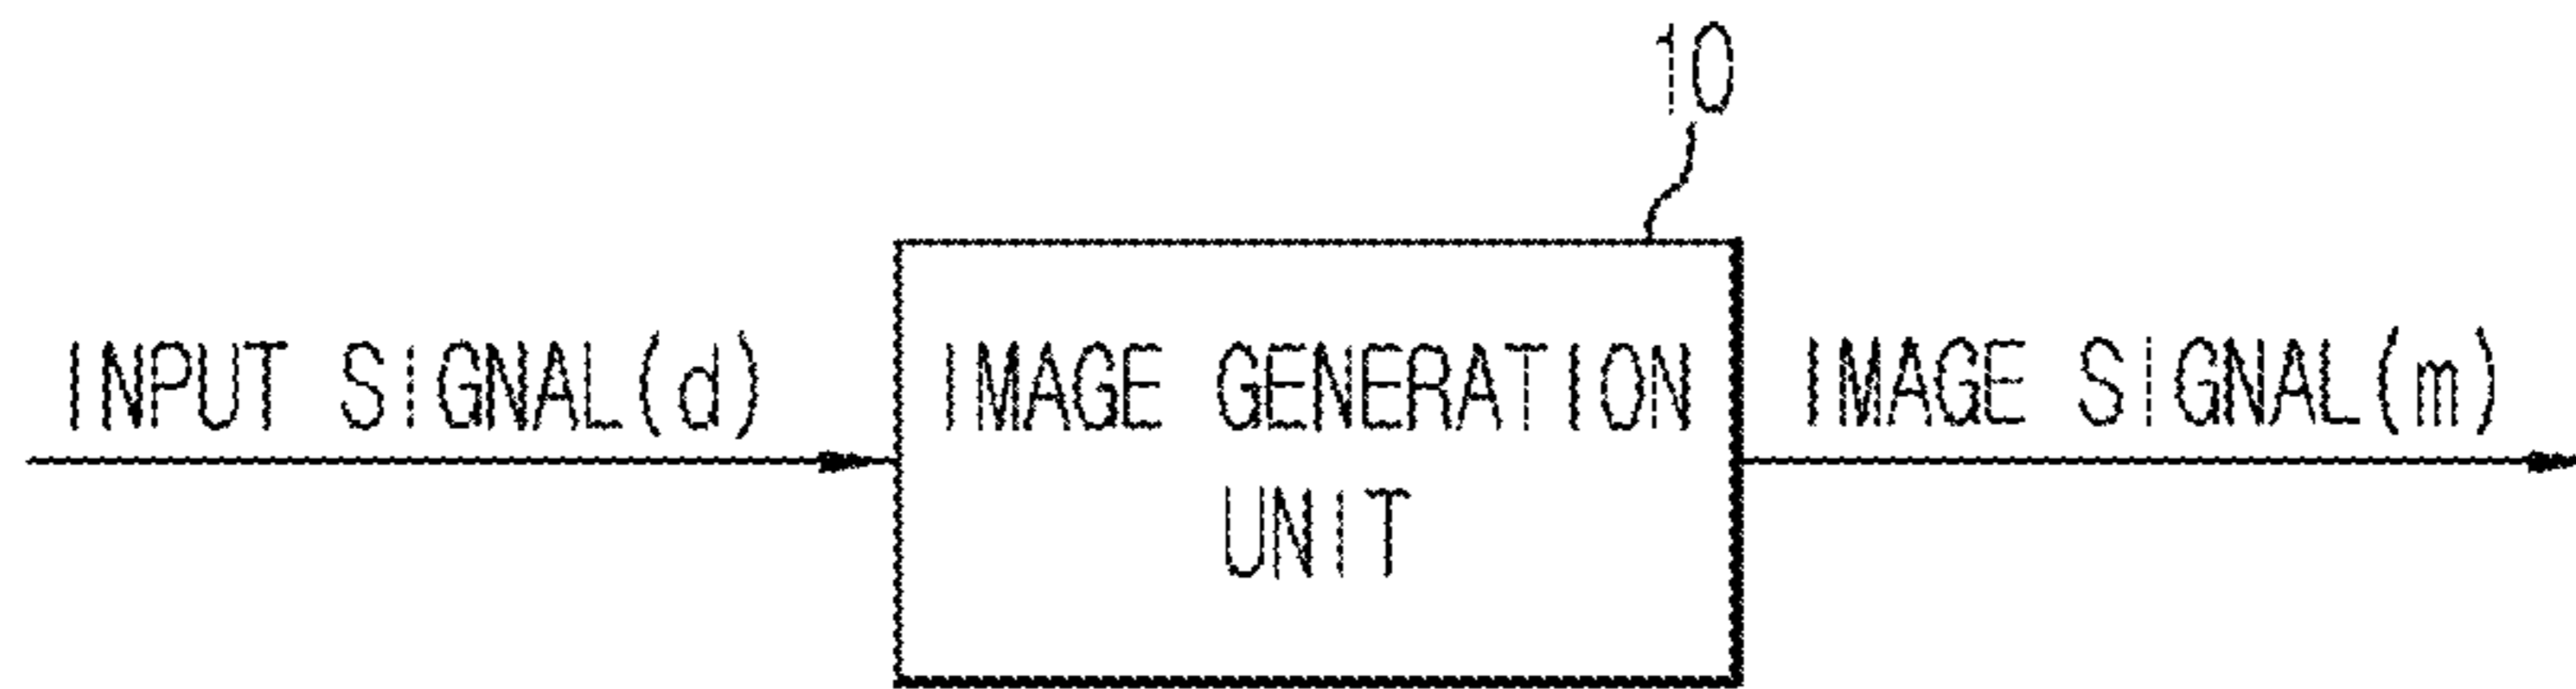 10
INPUT SIGNAL(d)
IMAGE GENERATION
UNIT
IMAGE SIGNAL(m)